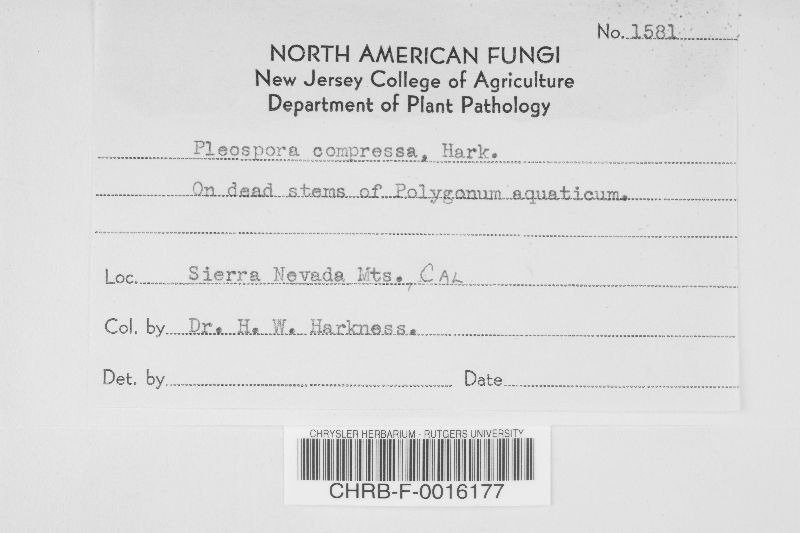 No. 1581
NORTH AMERICAN FUNGI
New Jersey College of Agriculture
Department of Plant Pathology
Pleospora compressa, Hark.
On dead stems of Polygonum aquaticum.
Loc. Sierra Nevada Mts., CAL
Col. by Dr. H. W. Harkness.
Det. by Date
CHRYSLER HERBARIUM - RUTGERS UNIVERSITY
CHRB-F-0016177